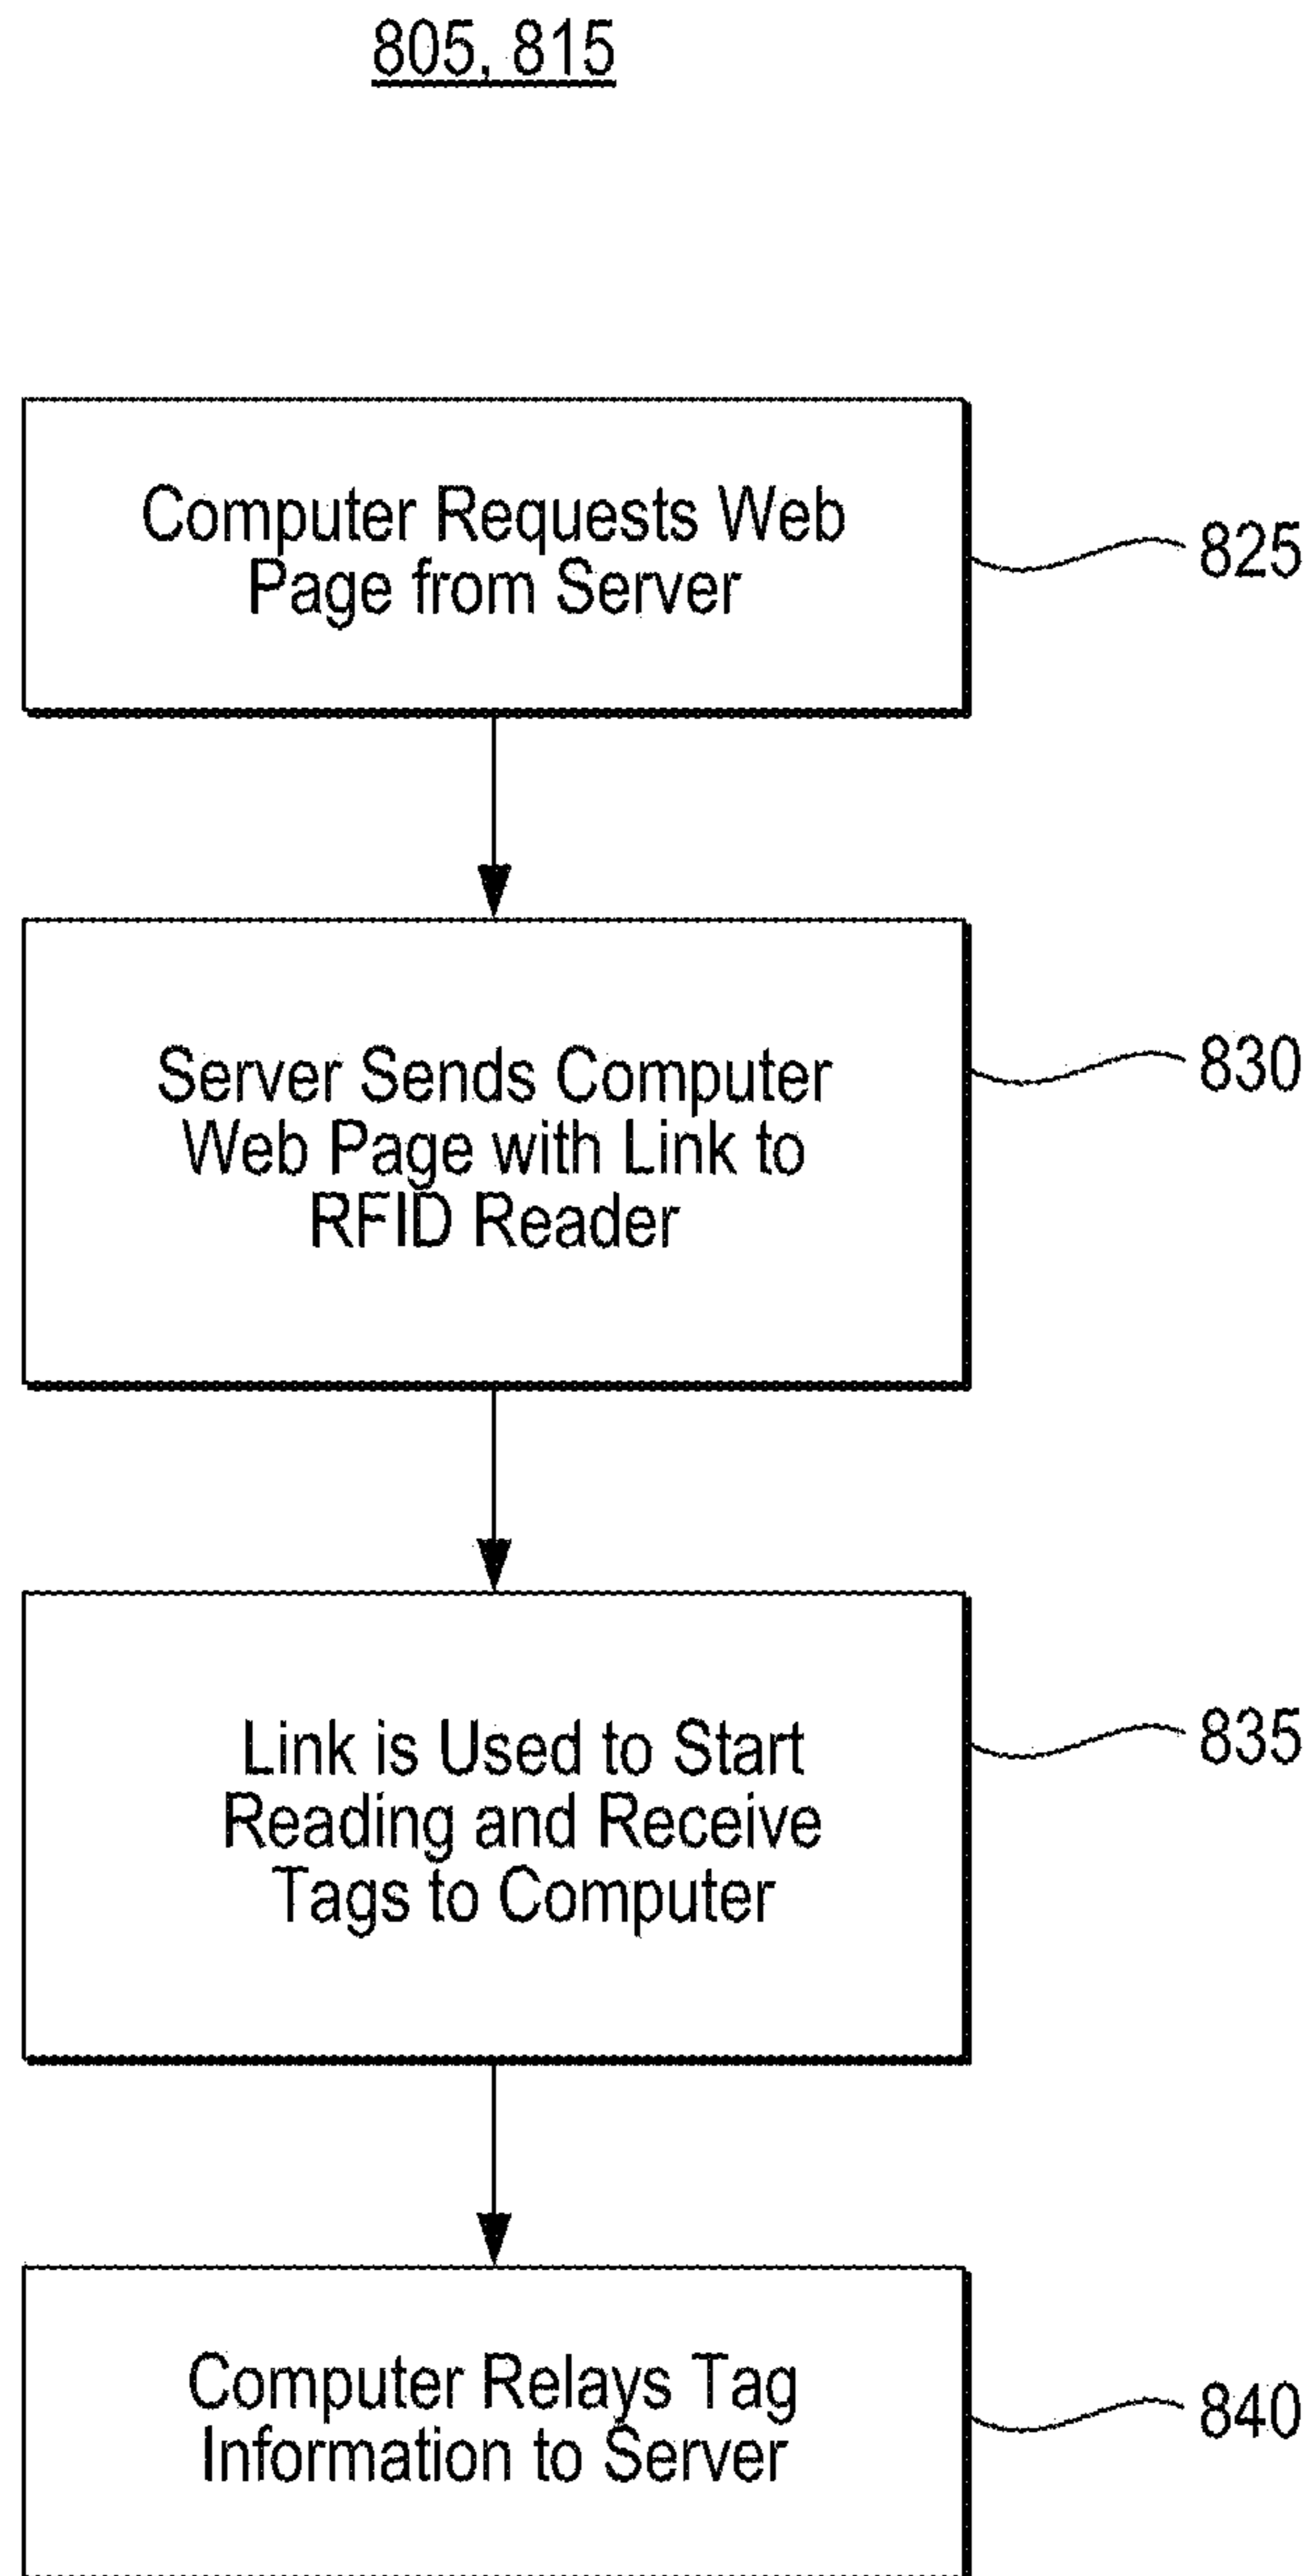 805, 815
Computer Requests Web
Page from Server
825
Server Sends Computer
Web Page with Link to
RFID Reader
830
Link is Used to Start
Reading and Receive
Tags to Computer
835
Computer Relays Tag
Information to Server
840